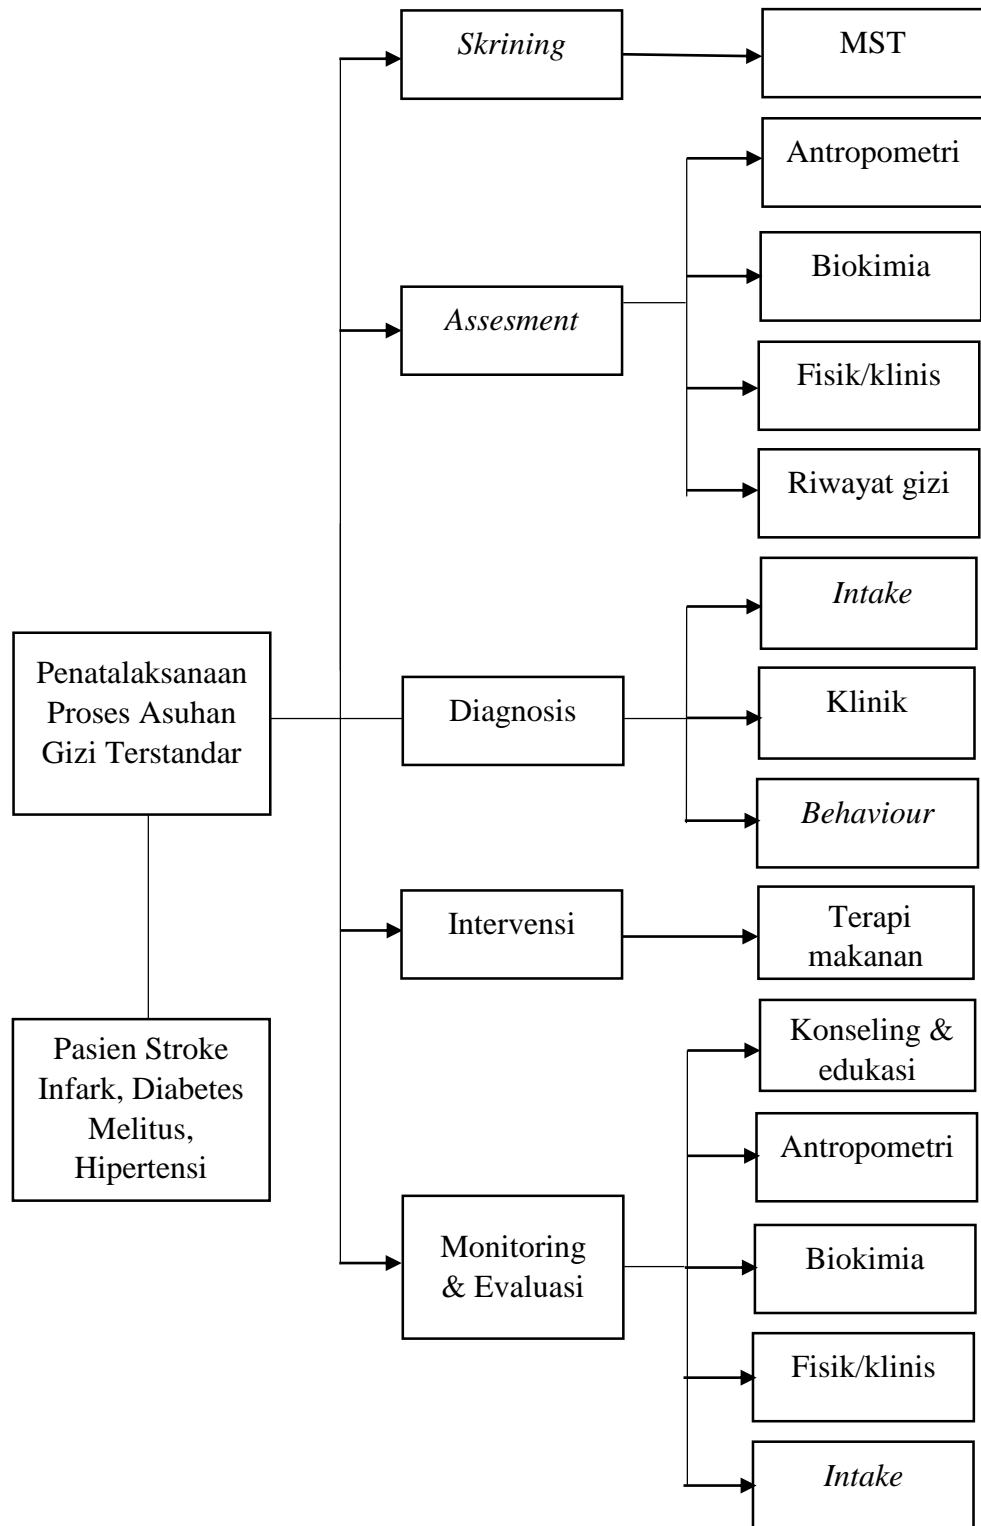 Skrining
MST
Antropometri
Biokimia
Assesment
Fisik/klinis
Riwayat gizi
Intake
Penatalaksanaan
Proses Asuhan
Gizi Terstandar
Diagnosis
Klinik
Behaviour
Intervensi
Terapi
makanan
Pasien Stroke
Infark, Diabetes
Melitus,
Hipertensi
Konseling &
edukasi
Antropometri
Monitoring
& Evaluasi
Biokimia
Fisik/klinis
Intake